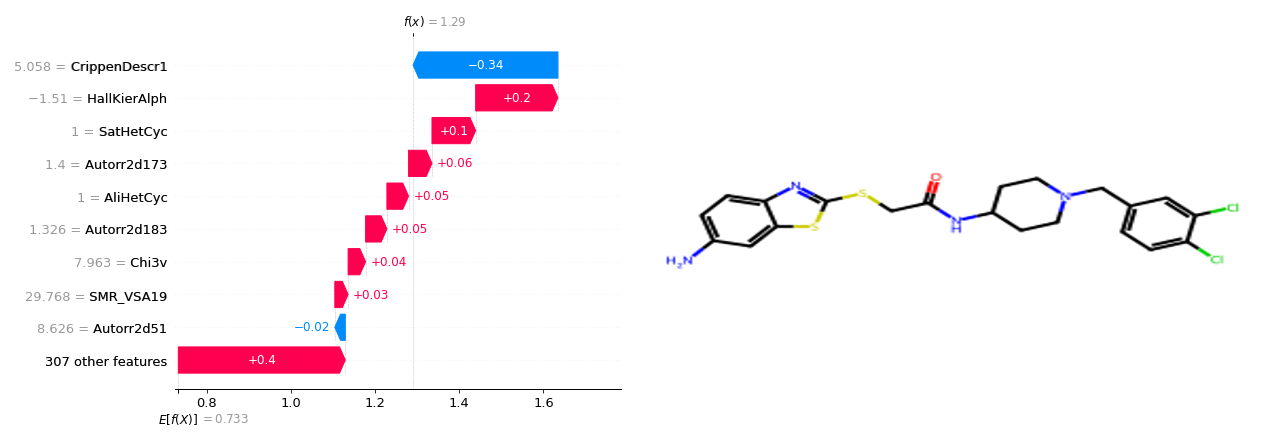 f(x) = 1.29
5.058 = CrippenDescr1
−0.34
−1.51 = HallKierAlph
+0.2
1 = SatHetCyc
+0.1
1.4 = Autorr2d173
+0.06
1 = AliHetCyc
+0.05
1.326 = Autorr2d183
+0.05
7.963 = Chi3v
+0.04
29.768 = SMR_VSA19
+0.03
8.626 = Autorr2d51
−0.02
307 other features
+0.4
0.8 1.0 1.2 1.4 1.6
E[f(X)] = 0.733
O
N
S
Cl
S
N
H
N
H₂N
Cl